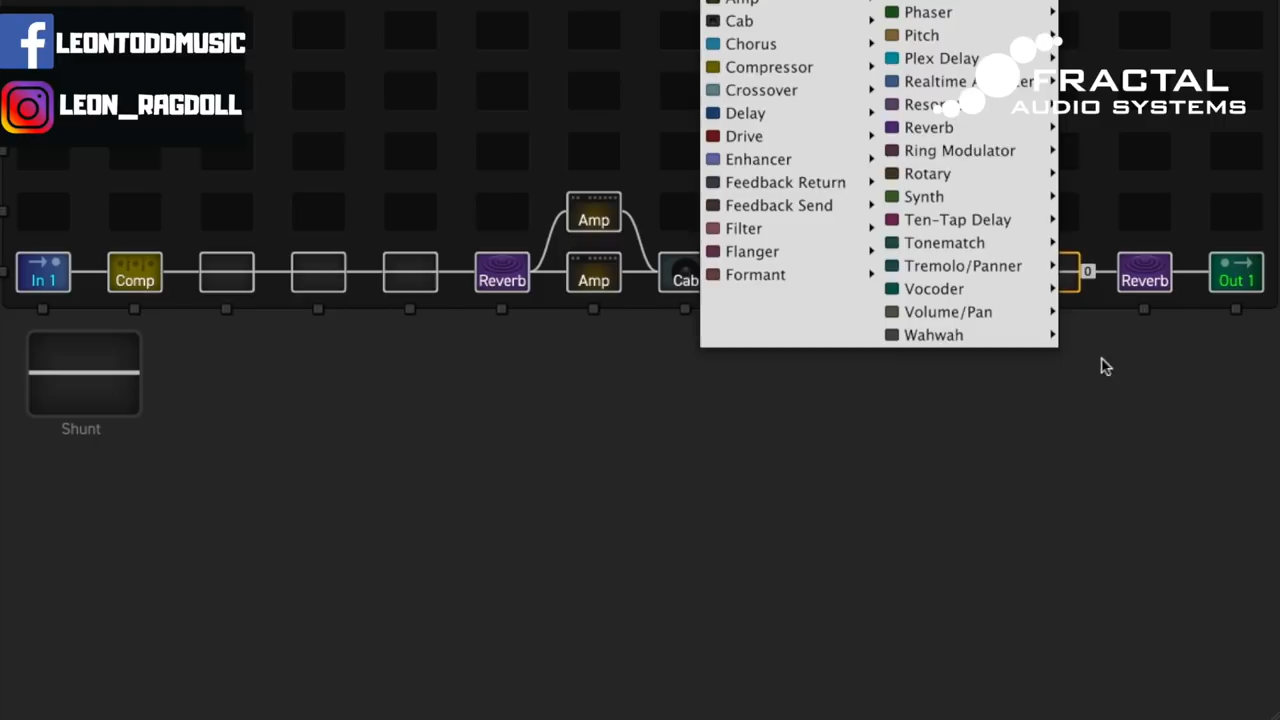 LEONTODDMUSIC
LEON_RAGDOLL
FRACTAL
AUDIO SYSTEMS
Amp
Cab
Chorus
Compressor
Crossover
Delay
Drive
Enhancer
Feedback Return
Feedback Send
Filter
Flanger
Formant
Phaser
Pitch
Plex Delay
Realtime
Reverb
Ring Modulator
Rotary
Synth
Ten-Tap Delay
Tonematch
Tremolo/Panner
Vocoder
Volume/Pan
Wahwah
Amp
In 1
Comp
Reverb
Amp
Cab
0
Reverb
Out 1
Shunt